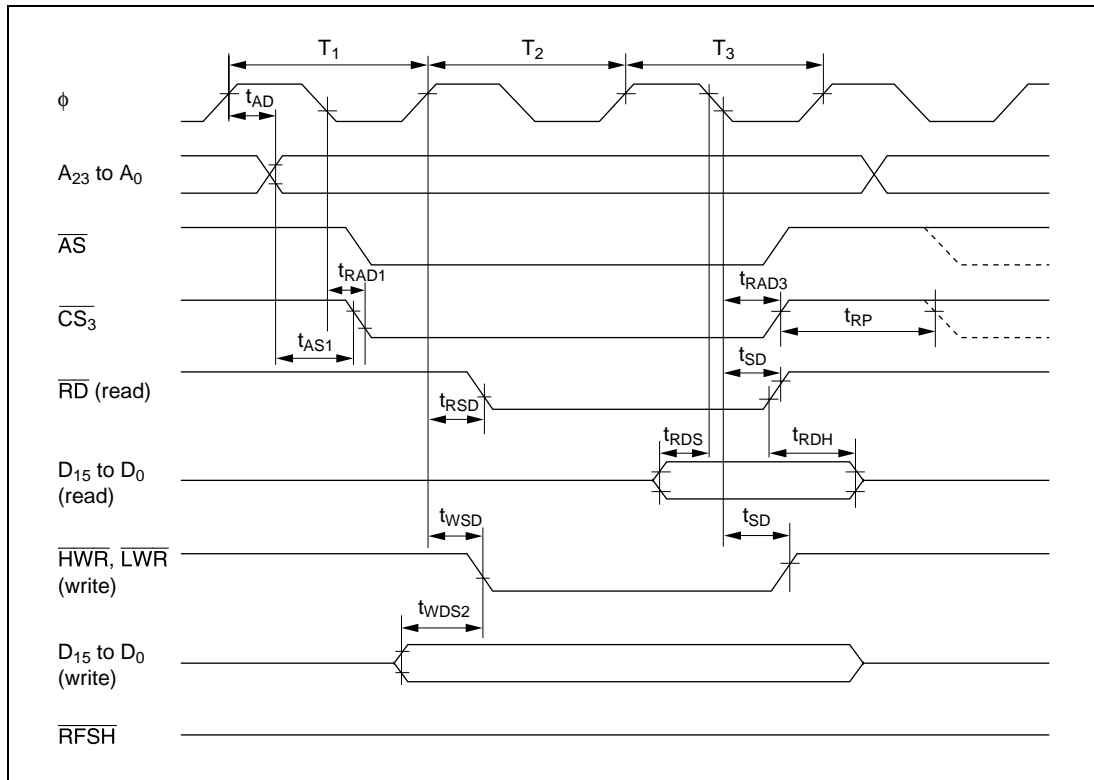 T1 T2 T3
ϕ
tAD
A23 to A0
AS
tRAD1
tRAD3
CS3
tRP
tAS1
tSD
RD (read)
tRSD
tRDS
tRDH
D15 to D0
(read)
tWSD
tSD
HWR, LWR
(write)
tWDS2
D15 to D0
(write)
RFSH